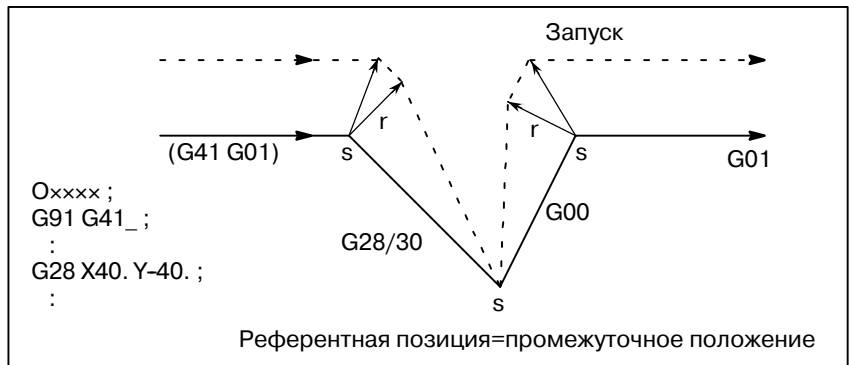 Запуск
r
r
(G41 G01)
s
s
G01
O×××× ;
G91 G41_ ;
:
G28 X40. Y-40. ;
:
G28/30
G00
s
Референтная позиция=промежуточное положение